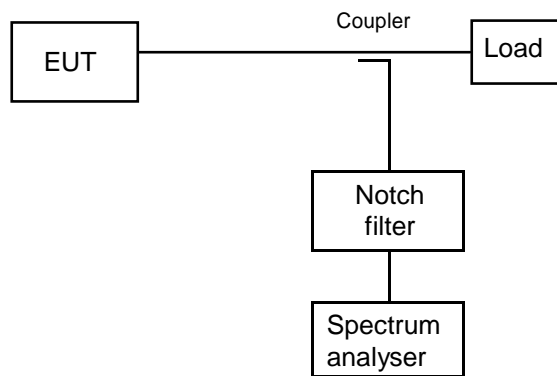 Coupler
EUT
Load
Notch
filter
Spectrum
analyser